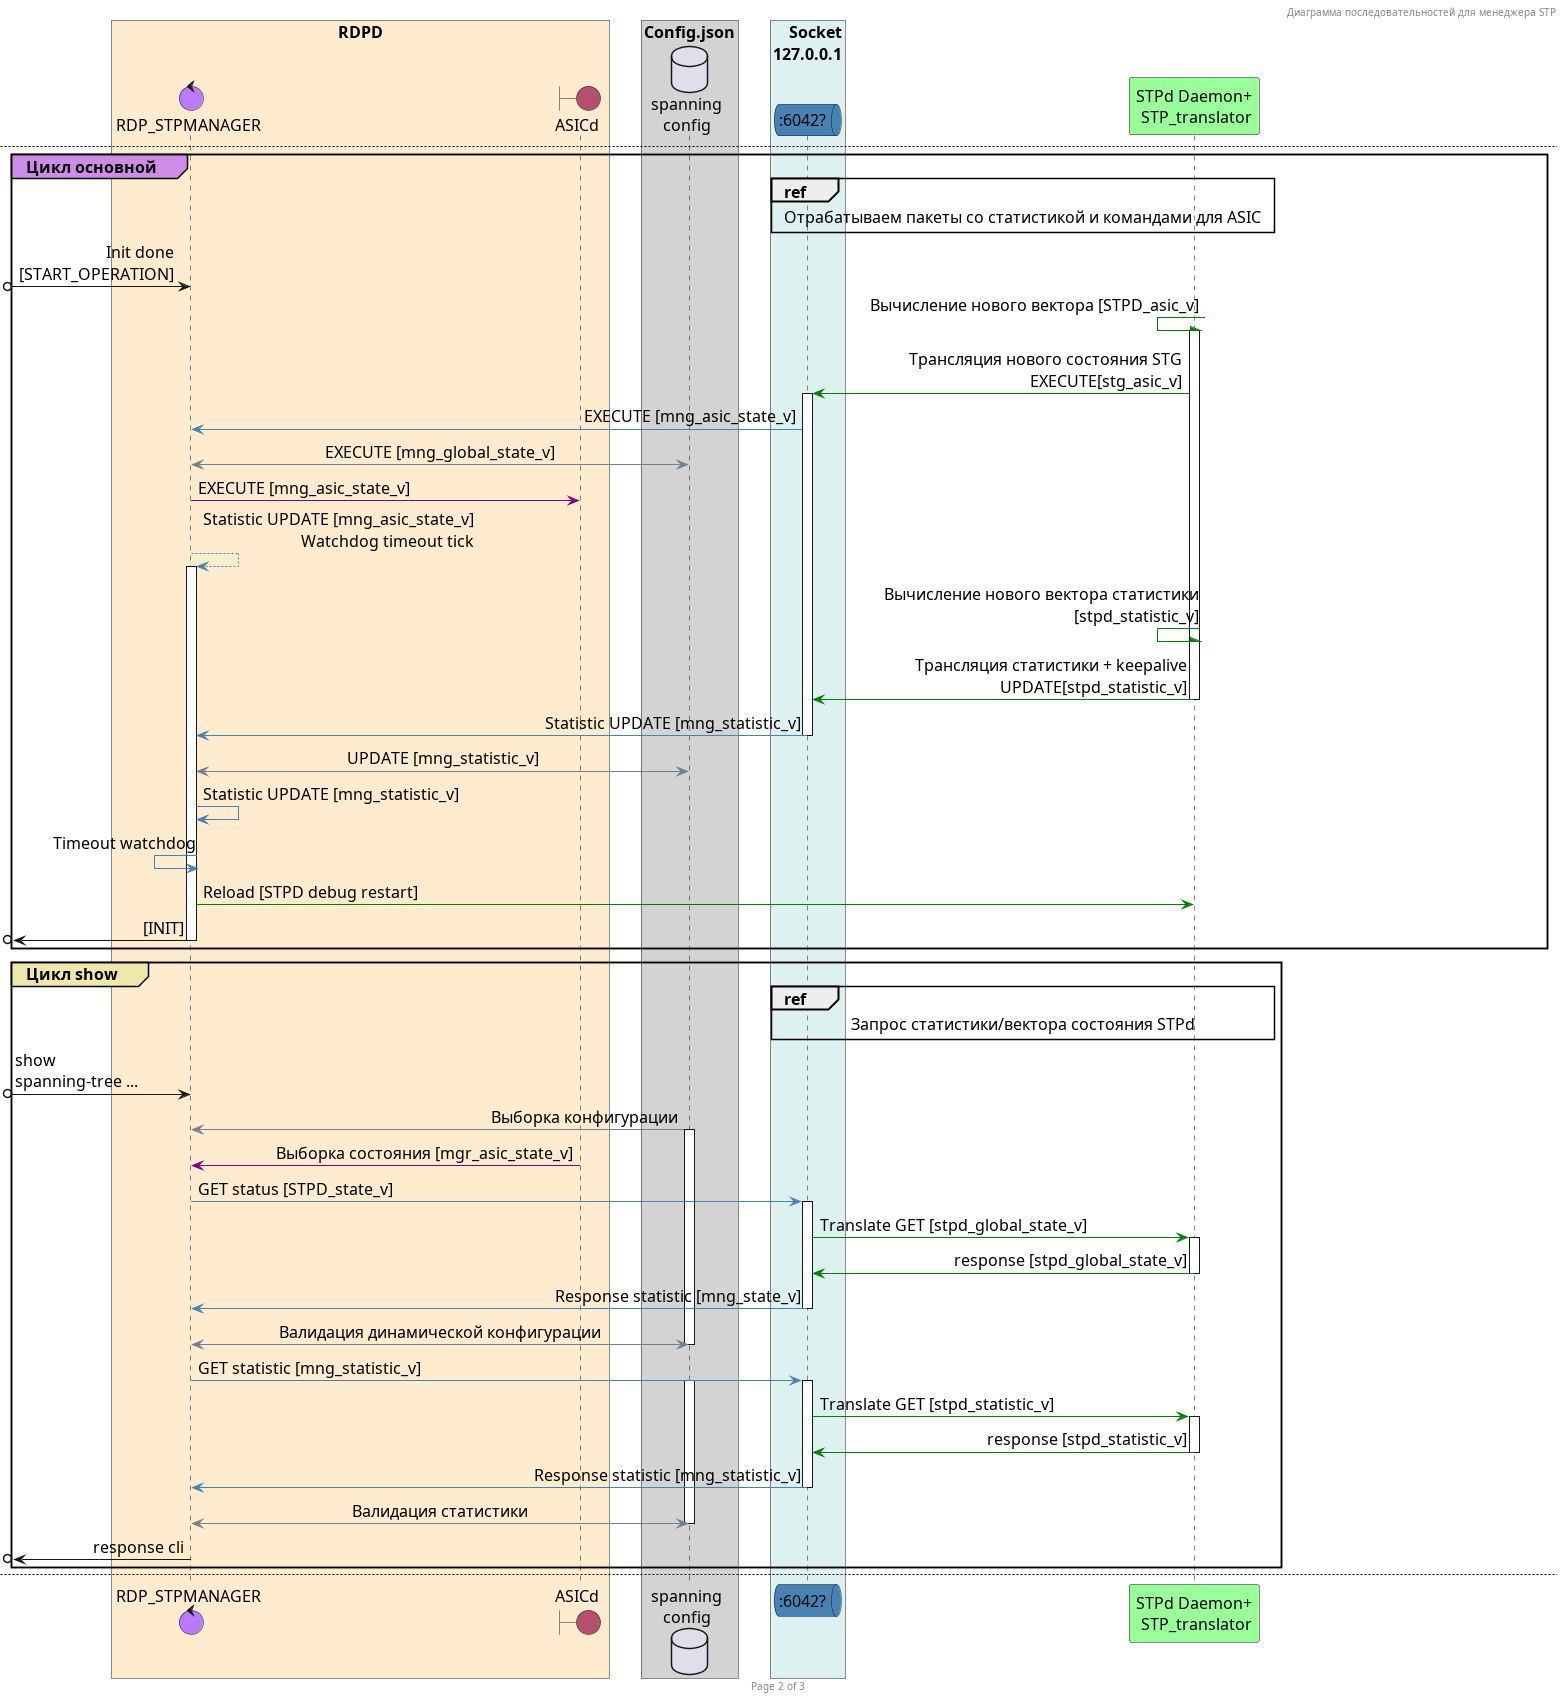 Диаграмма последовательностей для менеджера STP
RDPD
Config.json
Socket
127.0.0.1
RDP_STPMANAGER
ASICd
spanning
config
:6042?
STPd Daemon+
STP_translator
Цикл основной
ref
Отрабатываем пакеты со статистикой и командами для ASIC
Init done
[START_OPERATION]
Вычисление нового вектора [STPD_asic_v]
Трансляция нового состояния STG
EXECUTE[stg_asic_v]
EXECUTE [mng_asic_state_v]
EXECUTE [mng_global_state_v]
EXECUTE [mng_asic_state_v]
Statistic UPDATE [mng_asic_state_v]
Watchdog timeout tick
Вычисление нового вектора статистики
[stpd_statistic_v]
Трансляция статистики + keepalive
UPDATE[stpd_statistic_v]
Statistic UPDATE [mng_statistic_v]
UPDATE [mng_statistic_v]
Statistic UPDATE [mng_statistic_v]
Timeout watchdog
Reload [STPD debug restart]
[INIT]
Цикл show
ref
Запрос статистики/вектора состояния STPd
show
spanning-tree ...
Выборка конфигурации
Выборка состояния [mgr_asic_state_v]
GET status [STPD_state_v]
Translate GET [stpd_global_state_v]
response [stpd_global_state_v]
Response statistic [mng_state_v]
Валидация динамической конфигурации
GET statistic [mng_statistic_v]
Translate GET [stpd_statistic_v]
response [stpd_statistic_v]
Response statistic [mng_statistic_v]
Валидация статистики
response cli
RDP_STPMANAGER
ASICd
spanning
config
:6042?
STPd Daemon+
STP_translator
Page 2 of 3